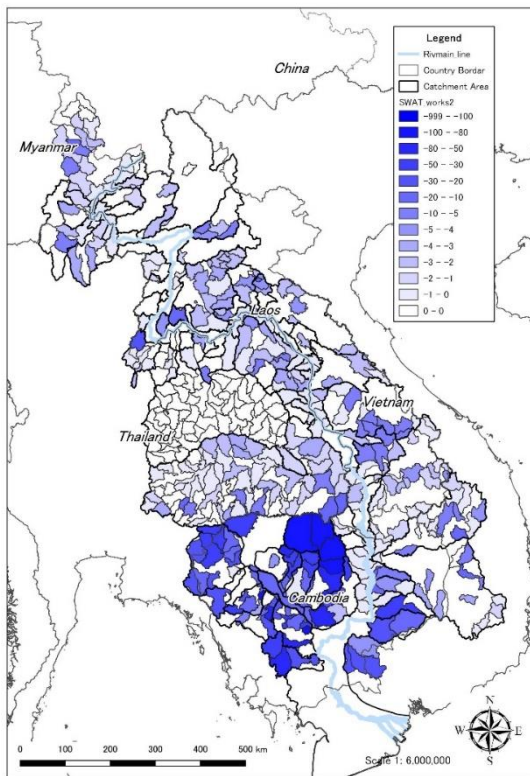 Legend
Rivmain_line
Country Bordar
Catchment Area
SWAT works2
-999 - -100
-100 - -80
-80 - -50
-50 - -30
-30 - -20
-20 - -10
-10 - -5
-5 - -4
-4 - -3
-3 - -2
-2 - -1
-1 - 0
0 - 0
China
Myanmar
Laos
Vietnam
Thailand
Cambodia
N
W E
S
0 100 200 300 400 500 km
Scale 1: 6,000,000